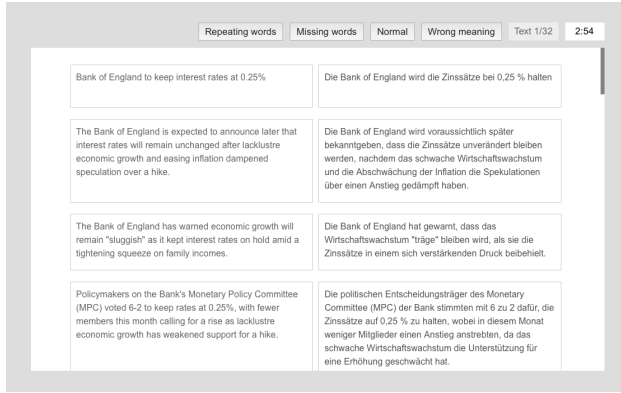 Repeating words Missing words Normal Wrong meaning Text 1/32 2:54
Bank of England to keep interest rates at 0.25%
Die Bank of England wird die Zinssätze bei 0,25 % halten
The Bank of England is expected to announce later that
interest rates will remain unchanged after lacklustre
economic growth and easing inflation dampened
speculation over a hike.
Die Bank of England wird voraussichtlich später
bekanntgeben, dass die Zinssätze unverändert bleiben
werden, nachdem das schwache Wirtschaftswachstum
und die Abschwächung der Inflation die Spekulationen
über einen Anstieg gedämpft haben.
The Bank of England has warned economic growth will
remain "sluggish" as it kept interest rates on hold amid a
tightening squeeze on family incomes.
Die Bank of England hat gewarnt, dass das
Wirtschaftswachstum "träge" bleiben wird, als sie die
Zinssätze in einem sich verstärkenden Druck beibehielt.
Policymakers on the Bank's Monetary Policy Committee
(MPC) voted 6-2 to keep rates at 0.25%, with fewer
members this month calling for a rise as lacklustre
economic growth has weakened support for a hike.
Die politischen Entscheidungsträger des Monetary
Committee (MPC) der Bank stimmten mit 6 zu 2 dafür, die
Zinssätze auf 0,25 % zu halten, wobei in diesem Monat
weniger Mitglieder einen Anstieg anstrebten, da das
schwache Wirtschaftswachstum die Unterstützung für
eine Erhöhung geschwächt hat.